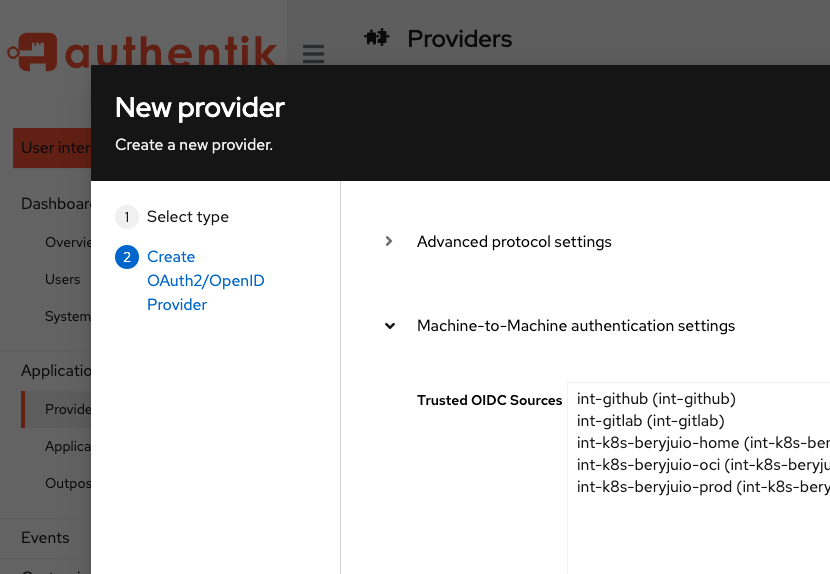 authentik
Providers
New provider
Create a new provider.
User inter
Dashboar
Overvie
Users
System
Applicatio
Provide
Applica
Outpos
Events
1 Select type
2 Create
OAuth2/OpenID
Provider
Advanced protocol settings
Machine-to-Machine authentication settings
Trusted OIDC Sources
int-github (int-github)
int-gitlab (int-gitlab)
int-k8s-beryjuio-home (int-k8s-ber
int-k8s-beryjuio-oci (int-k8s-beryju
int-k8s-beryjuio-prod (int-k8s-bery